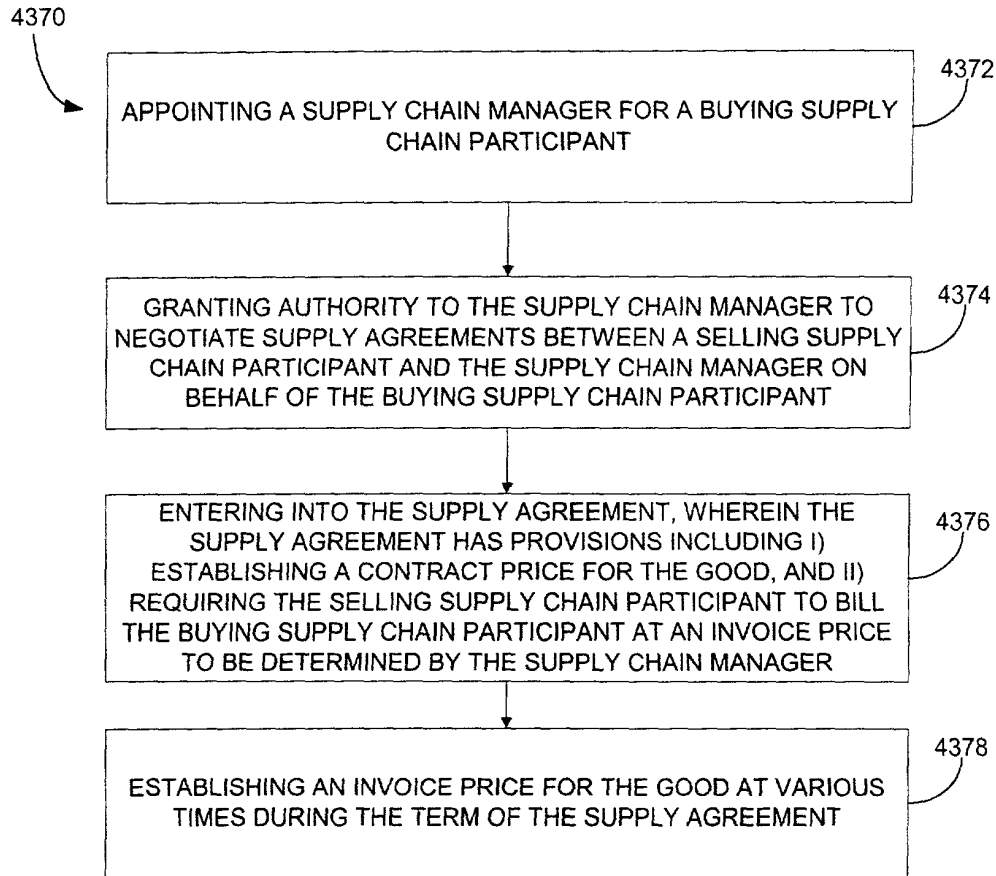 4370
4372
APPOINTING A SUPPLY CHAIN MANAGER FOR A BUYING SUPPLY
CHAIN PARTICIPANT
4374
GRANTING AUTHORITY TO THE SUPPLY CHAIN MANAGER TO
NEGOTIATE SUPPLY AGREEMENTS BETWEEN A SELLING SUPPLY
CHAIN PARTICIPANT AND THE SUPPLY CHAIN MANAGER ON
BEHALF OF THE BUYING SUPPLY CHAIN PARTICIPANT
4376
ENTERING INTO THE SUPPLY AGREEMENT, WHEREIN THE
SUPPLY AGREEMENT HAS PROVISIONS INCLUDING I)
ESTABLISHING A CONTRACT PRICE FOR THE GOOD, AND II)
REQUIRING THE SELLING SUPPLY CHAIN PARTICIPANT TO BILL
THE BUYING SUPPLY CHAIN PARTICIPANT AT AN INVOICE PRICE
TO BE DETERMINED BY THE SUPPLY CHAIN MANAGER
4378
ESTABLISHING AN INVOICE PRICE FOR THE GOOD AT VARIOUS
TIMES DURING THE TERM OF THE SUPPLY AGREEMENT